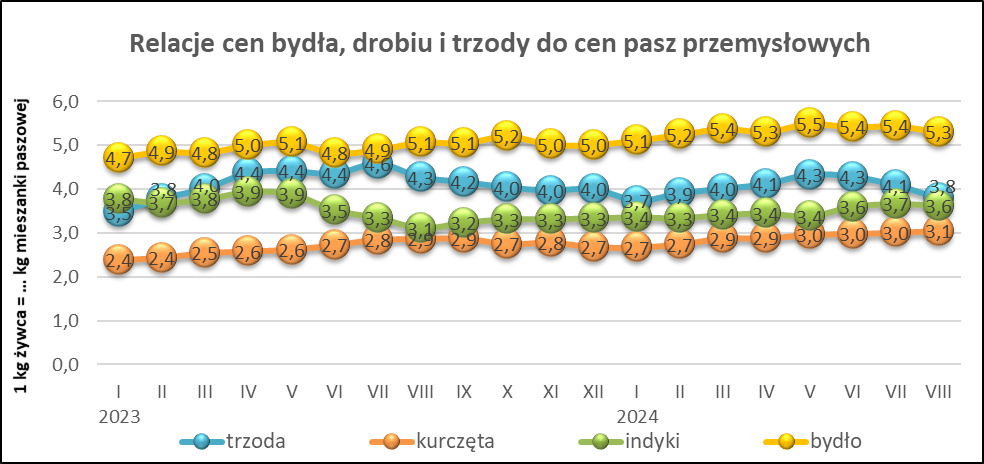 Relacje cen bydła, drobiu i trzody do cen pasz przemysłowych
1 kg żywca = ... kg mieszanki paszowej
6,0
5,0
4,0
3,0
2,0
1,0
0,0
4,7 4,9 4,8 5,0 5,1 4,8 4,9 5,1 5,1 5,2 5,0 5,0 5,1 5,2 5,4 5,3 5,5 5,4 5,4 5,3
3,5 3,8 4,0 4,4 4,4 4,4 4,6 4,3 4,2 4,0 4,0 4,0 3,7 3,9 4,0 4,1 4,3 4,3 4,1 3,8
3,8 3,7 3,8 3,9 3,9 3,5 3,3 3,1 3,2 3,3 3,3 3,3 3,4 3,3 3,4 3,4 3,4 3,6 3,7 3,6
2,4 2,4 2,5 2,6 2,6 2,7 2,8 2,9 2,9 2,7 2,8 2,7 2,7 2,7 2,9 2,9 3,0 3,0 3,0 3,1
I II III IV V VI VII VIII IX X XI XII I II III IV V VI VII VIII
2023 2024
trzoda kurczęta indyki bydło